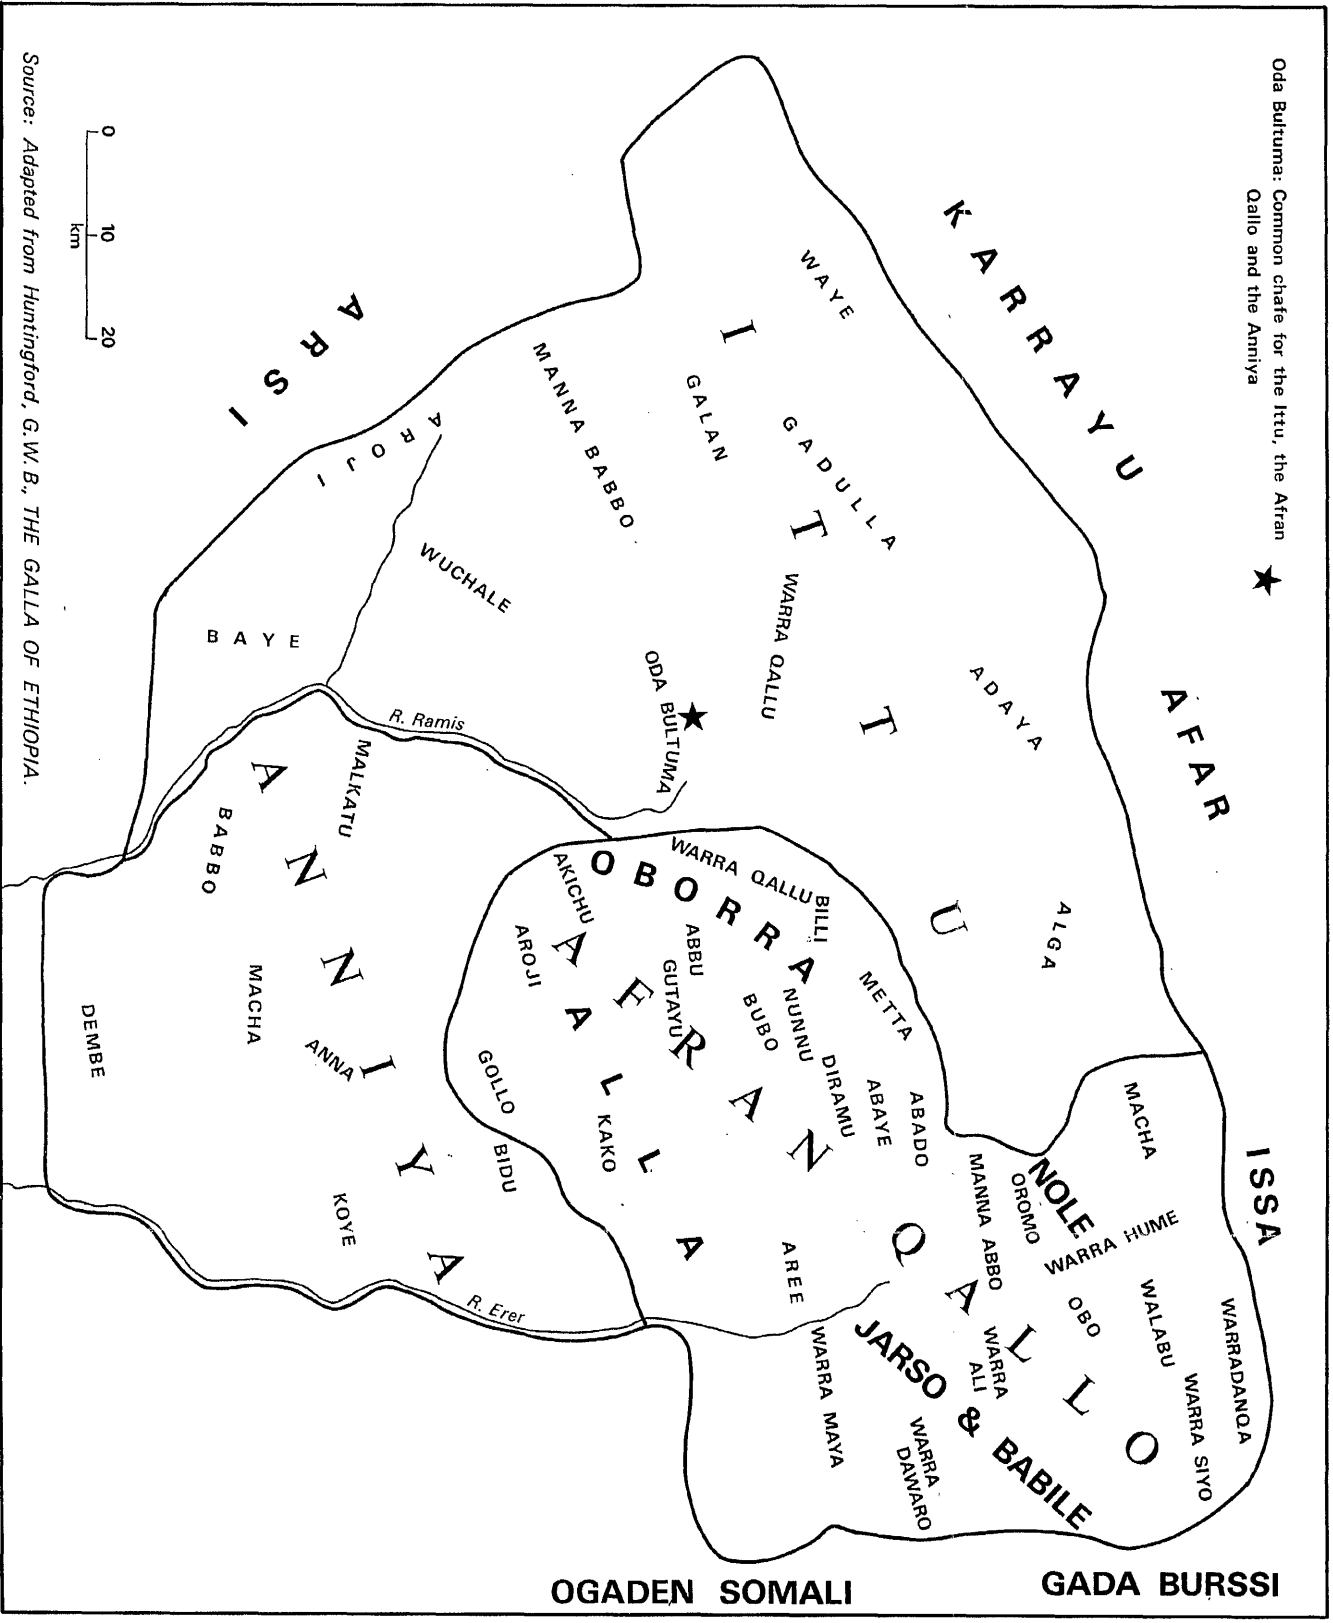 Oda Bultuma: Common chafe for the Ittu, the Afran
Qallo and the Anniya
KARRAYU
AFAR
ISSA
GADA BURSSI
OGADEN SOMALI
ARSI
ITTU
WAYE
GALAN
GADULLA
MANNA BABBO
WARRA QALLU
ADAYA
ALGA
WUCHALE
AROJI
BAYE
ODA BULTUMA
R. Ramis
ANNIYA
MALKATU
BABBO
MACHA
ANNA
DEMBE
KOYE
BIDU
R. Erer
AFRAN QALLO
OBORRA
WARRA QALLU
BILLI
METTA
AKICHU
AROJI
ABBU
GUTAYU
BUBO
NUNNU
DIRAMU
ABAYE
ABADO
ALLA
GOLLO
KAKO
AREE
NOLE
MACHA
OROMO
MANNA ABBO
WARRA HUME
OBO
WALABU
WARRADANQA
WARRA SIYO
JARSO & BABILE
WARRA
ALI
WARRA MAYA
WARRA
DAWARO
0 10 20
km
Source: Adapted from Huntingford, G.W.B., THE GALLA OF ETHIOPIA.